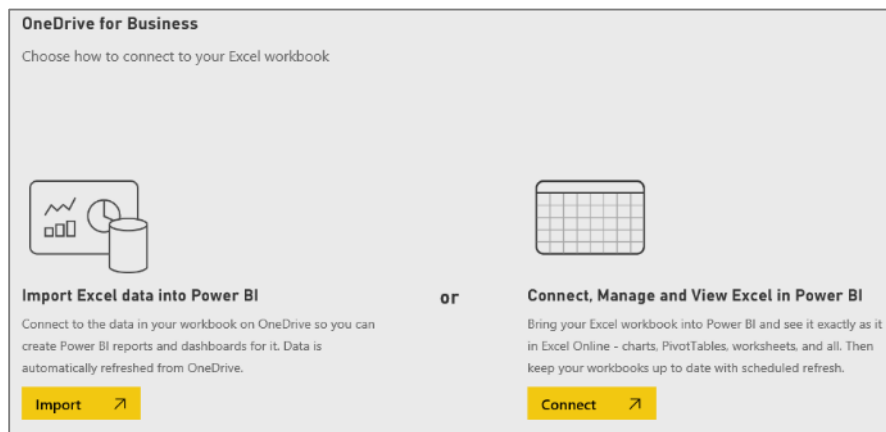 OneDrive for Business
Choose how to connect to your Excel workbook
Import Excel data into Power BI
Connect to the data in your workbook on OneDrive so you can
create Power BI reports and dashboards for it. Data is
automatically refreshed from OneDrive.
Import
or
Connect, Manage and View Excel in Power BI
Bring your Excel workbook into Power BI and see it exactly as it
in Excel Online - charts, PivotTables, worksheets, and all. Then
keep your workbooks up to date with scheduled refresh.
Connect